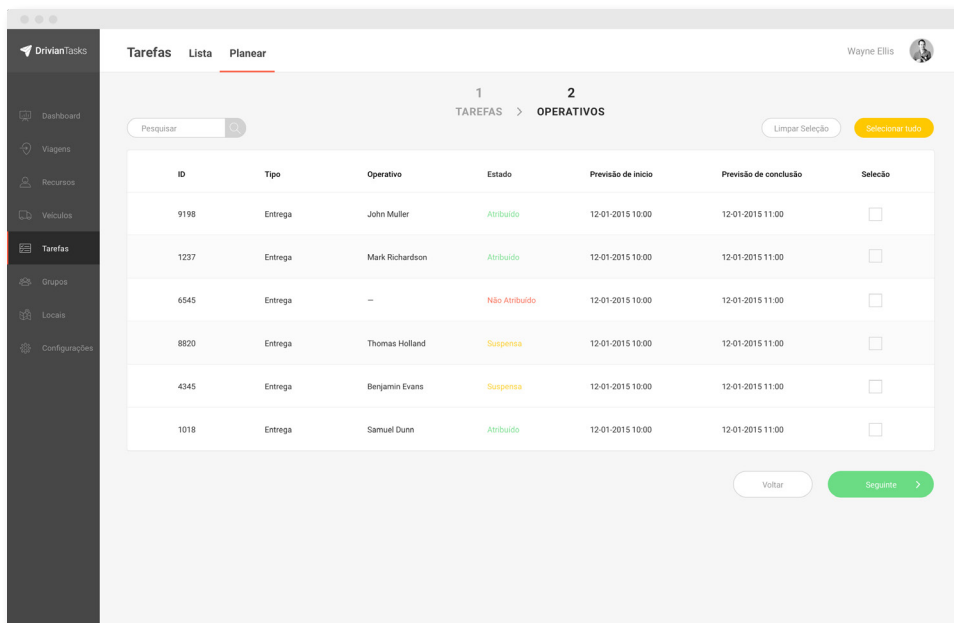 DrivianTasks
Tarefas Lista Planear
Wayne Ellis
1 2
TAREFAS > OPERATIVOS
Pesquisar
Limpar Seleção
Selecionar tudo
Dashboard
Viagens
Recursos
Veículos
Tarefas
Grupos
Locais
Configurações
ID Tipo Operativo Estado Previsão de inicio Previsão de conclusão Selecão
9198 Entrega John Muller Atribuído 12-01-2015 10:00 12-01-2015 11:00
1237 Entrega Mark Richardson Atribuído 12-01-2015 10:00 12-01-2015 11:00
6545 Entrega — Não Atribuído 12-01-2015 10:00 12-01-2015 11:00
8820 Entrega Thomas Holland Suspensa 12-01-2015 10:00 12-01-2015 11:00
4345 Entrega Benjamin Evans Suspensa 12-01-2015 10:00 12-01-2015 11:00
1018 Entrega Samuel Dunn Atribuído 12-01-2015 10:00 12-01-2015 11:00
Voltar
Seguinte >